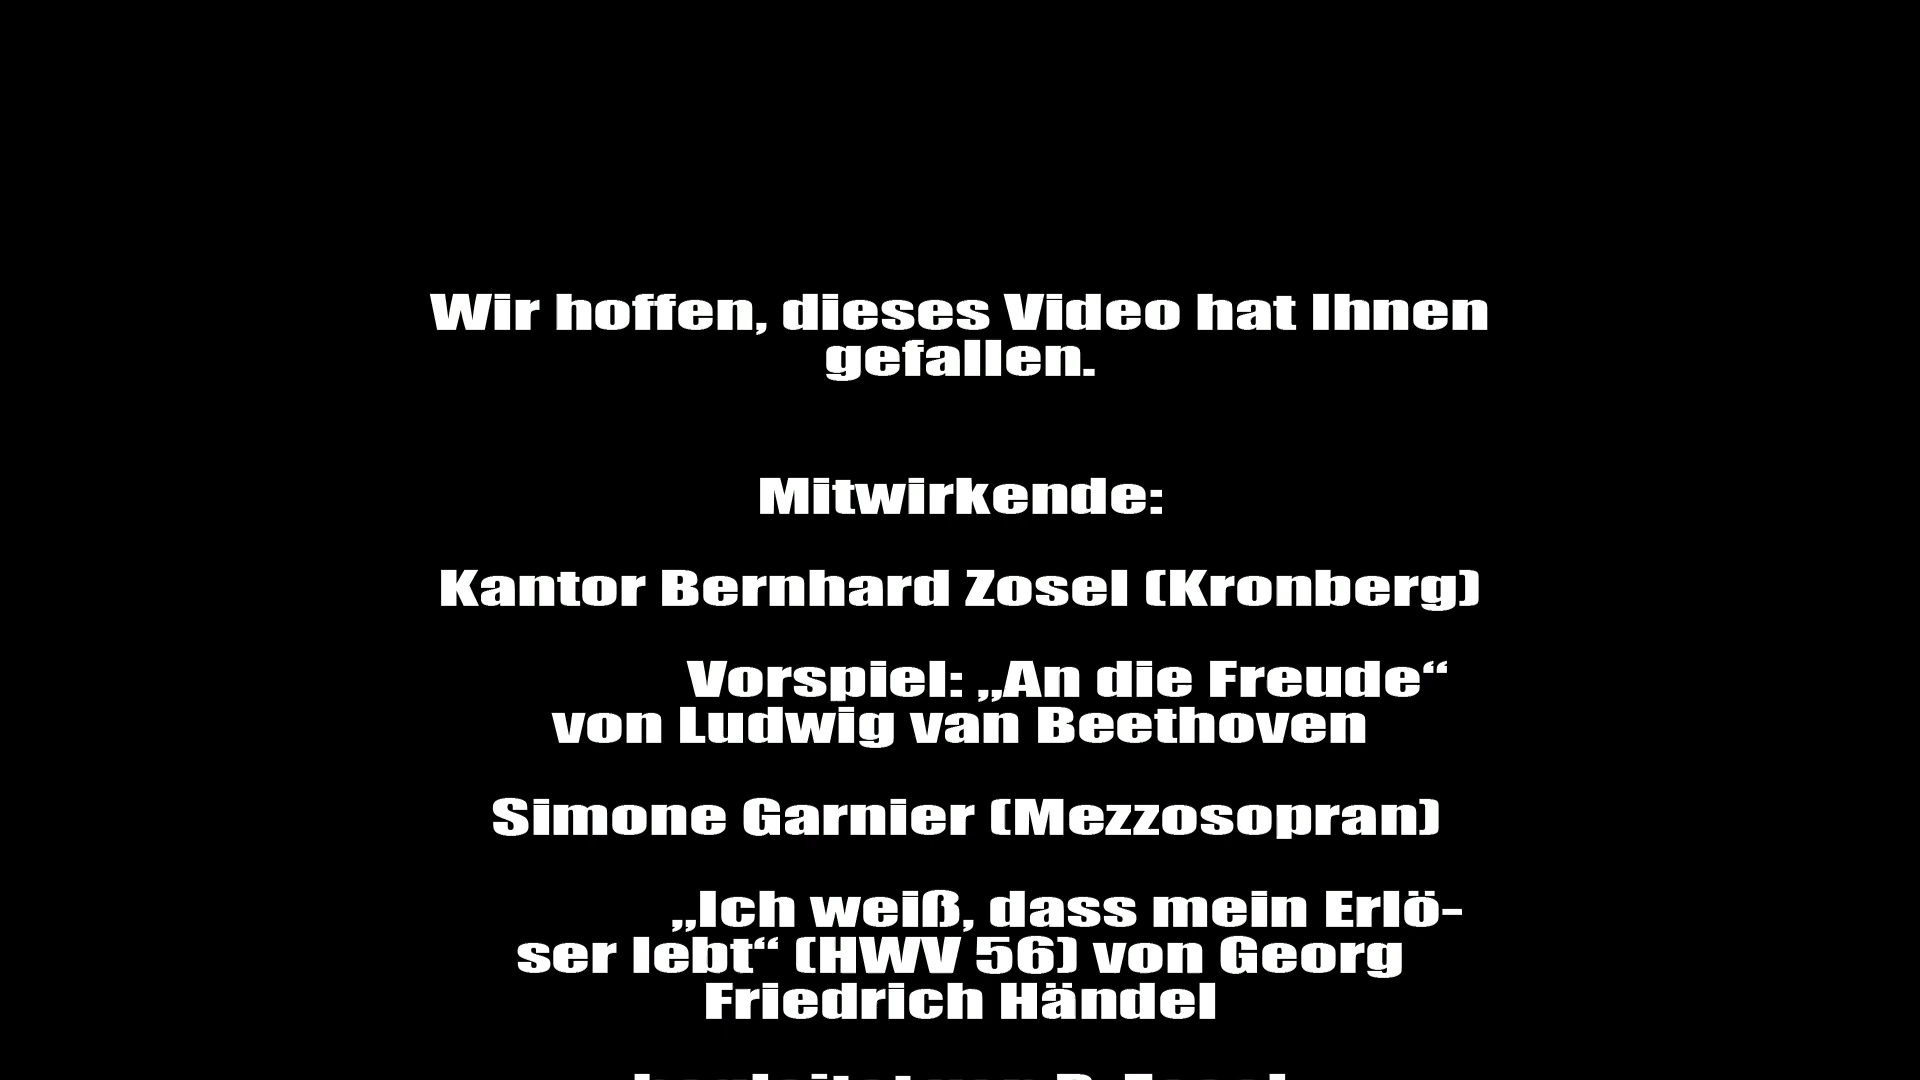 Wir hoffen, dieses Video hat Ihnen
gefallen.
Mitwirkende:
Kantor Bernhard Zosel (Kronberg)
Vorspiel: „An die Freude“
von Ludwig van Beethoven
Simone Garnier (Mezzosopran)
„Ich weiß, dass mein Erlö-
ser lebt“ (HWV 56) von Georg
Friedrich Händel